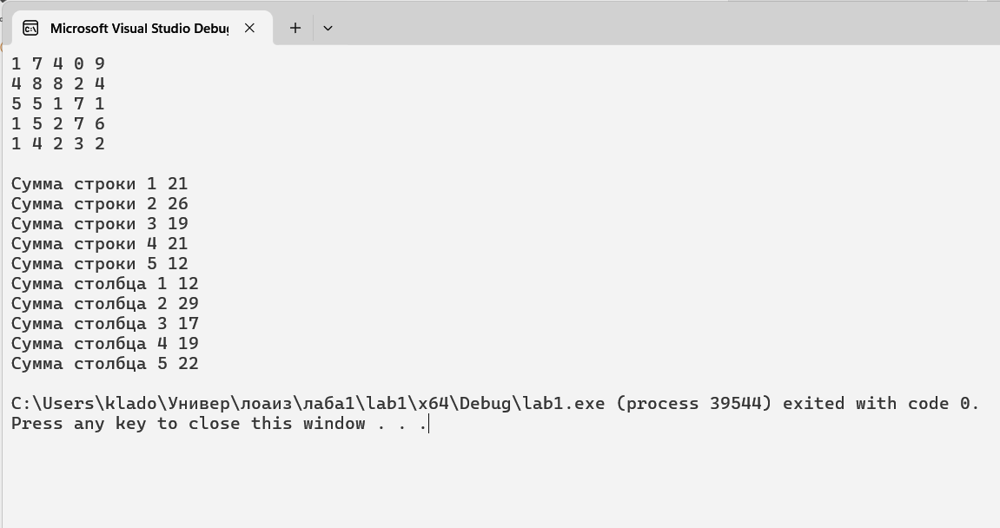 Microsoft Visual Studio Debu
1 7 4 0 9
4 8 8 2 4
5 5 1 7 1
1 5 2 7 6
1 4 2 3 2
Сумма строки 1 21
Сумма строки 2 26
Сумма строки 3 19
Сумма строки 4 21
Сумма строки 5 12
Сумма столбца 1 12
Сумма столбца 2 29
Сумма столбца 3 17
Сумма столбца 4 19
Сумма столбца 5 22
C:\Users\klado\Универ\лоаиз\лаба1\lab1\x64\Debug\lab1.exe (process 39544) exited with code 0.
Press any key to close this window . . .